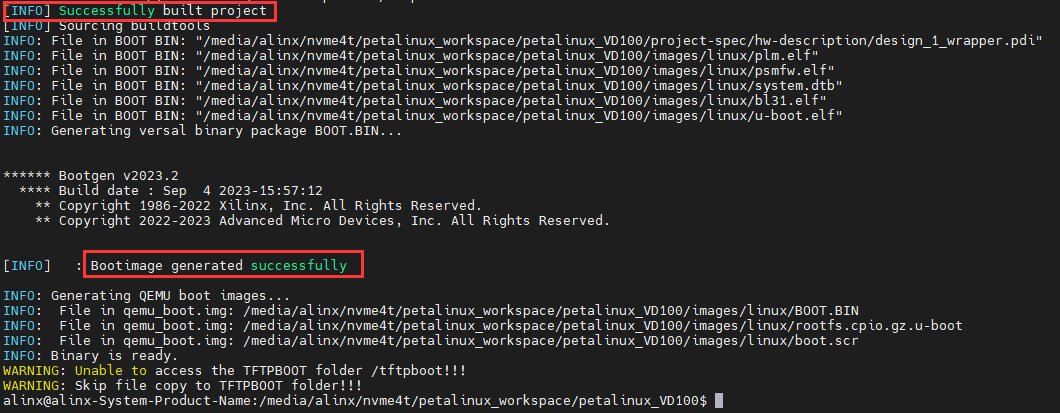 [INFO] Successfully built project
[INFO] Sourcing buildtools
INFO: File in BOOT BIN: "/media/alinx/nvme4t/petalinux_workspace/petalinux_VD100/project-spec/hw-description/design_1_wrapper.pdi"
INFO: File in BOOT BIN: "/media/alinx/nvme4t/petalinux_workspace/petalinux_VD100/images/linux/plm.elf"
INFO: File in BOOT BIN: "/media/alinx/nvme4t/petalinux_workspace/petalinux_VD100/images/linux/psmfw.elf"
INFO: File in BOOT BIN: "/media/alinx/nvme4t/petalinux_workspace/petalinux_VD100/images/linux/system.dtb"
INFO: File in BOOT BIN: "/media/alinx/nvme4t/petalinux_workspace/petalinux_VD100/images/linux/bl31.elf"
INFO: File in BOOT BIN: "/media/alinx/nvme4t/petalinux_workspace/petalinux_VD100/images/linux/u-boot.elf"
INFO: Generating versal binary package BOOT.BIN...
****** Bootgen v2023.2
**** Build date : Sep  4 2023-15:57:12
** Copyright 1986-2022 Xilinx, Inc. All Rights Reserved.
** Copyright 2022-2023 Advanced Micro Devices, Inc. All Rights Reserved.
[INFO]   : Bootimage generated successfully
INFO: Generating QEMU boot images...
INFO:  File in qemu_boot.img: /media/alinx/nvme4t/petalinux_workspace/petalinux_VD100/images/linux/BOOT.BIN
INFO:  File in qemu_boot.img: /media/alinx/nvme4t/petalinux_workspace/petalinux_VD100/images/linux/rootfs.cpio.gz.u-boot
INFO:  File in qemu_boot.img: /media/alinx/nvme4t/petalinux_workspace/petalinux_VD100/images/linux/boot.scr
INFO: Binary is ready.
WARNING: Unable to access the TFTPBOOT folder /tftpboot!!!
WARNING: Skip file copy to TFTPBOOT folder!!!
alinx@alinx-System-Product-Name:/media/alinx/nvme4t/petalinux_workspace/petalinux_VD100$